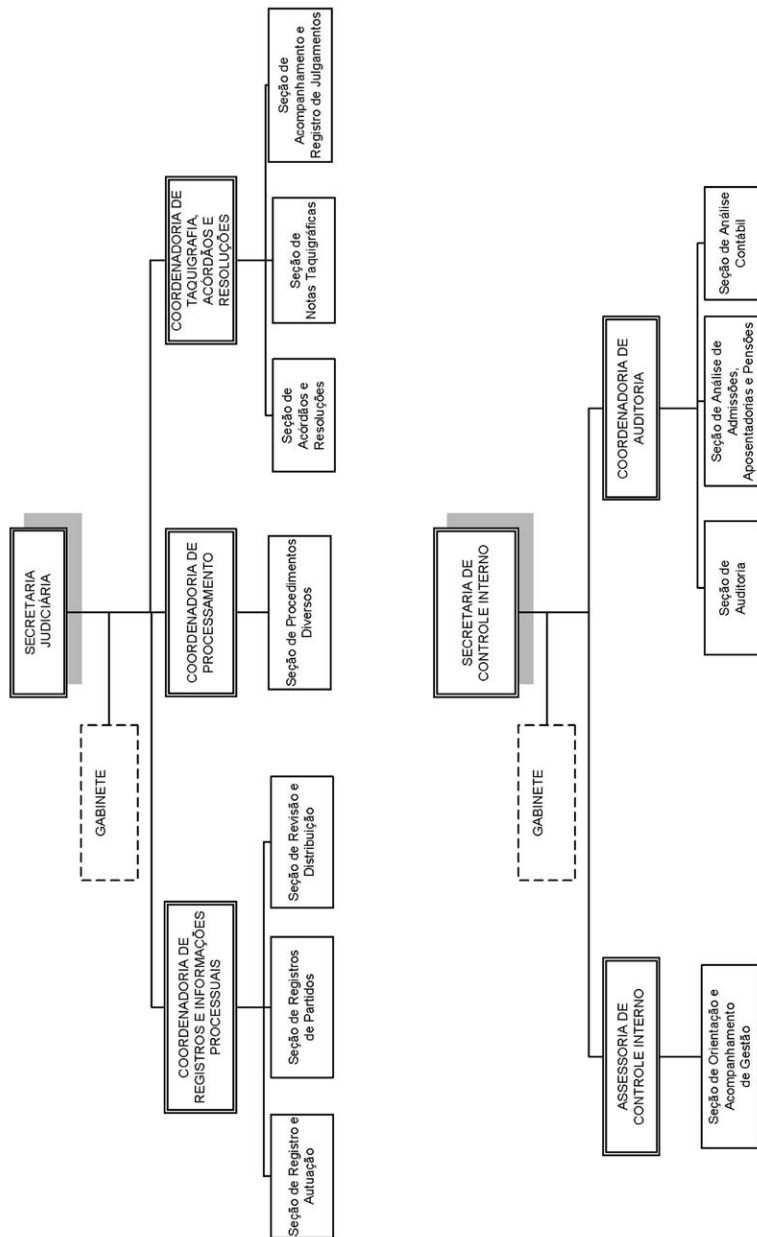 SECRETARIA
JUDICIÁRIA
GABINETE
COORDENADORIA DE
REGISTROS E INFORMAÇÕES
PROCESSUAIS
COORDENADORIA DE
PROCESSAMENTO
COORDENADORIA DE
TAQUIGRAFIA,
ACÓRDÃOS E
RESOLUÇÕES
Seção de Registro e
Autuação
Seção de Registros
de Partidos
Seção de Revisão e
Distribuição
Seção de Procedimentos
Diversos
Seção de
Acórdãos e
Resoluções
Seção de
Notas Taquigráficas
Seção de
Acompanhamento e
Registro de Julgamentos
SECRETARIA DE
CONTROLE INTERNO
GABINETE
ASSESSORIA DE
CONTROLE INTERNO
COORDENADORIA DE
AUDITORIA
Seção de Orientação e
Acompanhamento
de Gestão
Seção de
Auditoria
Seção de Análise de
Admissões,
Aposentadorias e Pensões
Seção de Análise
Contábil